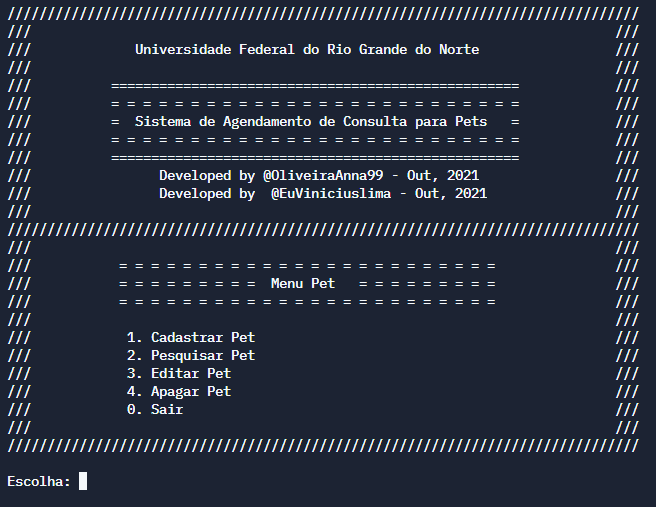 ///////////////////////////////////////////////////////////////////////////////
///                                                                         ///
///             Universidade Federal do Rio Grande do Norte                 ///
///                                                                         ///
///          ===================================================            ///
///          = = = = = = = = = = = = = = = = = = = = = = = = = =            ///
///          =  Sistema de Agendamento de Consulta para Pets   =            ///
///          = = = = = = = = = = = = = = = = = = = = = = = = = =            ///
///          ===================================================            ///
///                Developed by @OliveiraAnna99 - Out, 2021                 ///
///                Developed by  @EuViniciuslima - Out, 2021                ///
///                                                                         ///
///////////////////////////////////////////////////////////////////////////////
///                                                                         ///
///           = = = = = = = = = = = = = = = = = = = = = = = =               ///
///           = = = = = = = = =  Menu Pet   = = = = = = = = =               ///
///           = = = = = = = = = = = = = = = = = = = = = = = =               ///
///                                                                         ///
///            1. Cadastrar Pet                                             ///
///            2. Pesquisar Pet                                             ///
///            3. Editar Pet                                                ///
///            4. Apagar Pet                                                ///
///            0. Sair                                                      ///
///                                                                         ///
///////////////////////////////////////////////////////////////////////////////
Escolha: